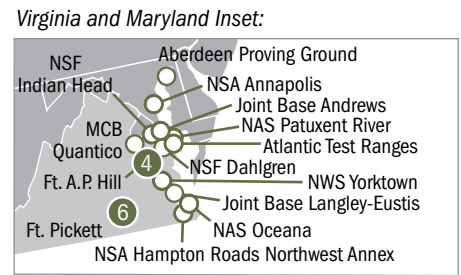 Virginia and Maryland Inset:
Aberdeen Proving Ground
NSF
Indian Head
NSA Annapolis
Joint Base Andrews
NAS Patuxent River
MCB
Quantico
Atlantic Test Ranges
4
NSF Dahlgren
Ft. A.P. Hill
NWS Yorktown
Joint Base Langley-Eustis
6
Ft. Pickett
NAS Oceana
NSA Hampton Roads Northwest Annex